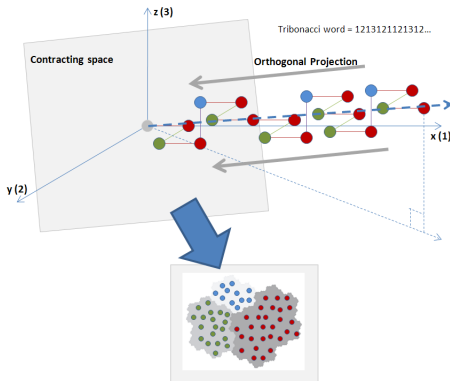 z (3)
Tribonacci word = 1213121121312...
Contracting space
Orthogonal Projection
x (1)
y (2)